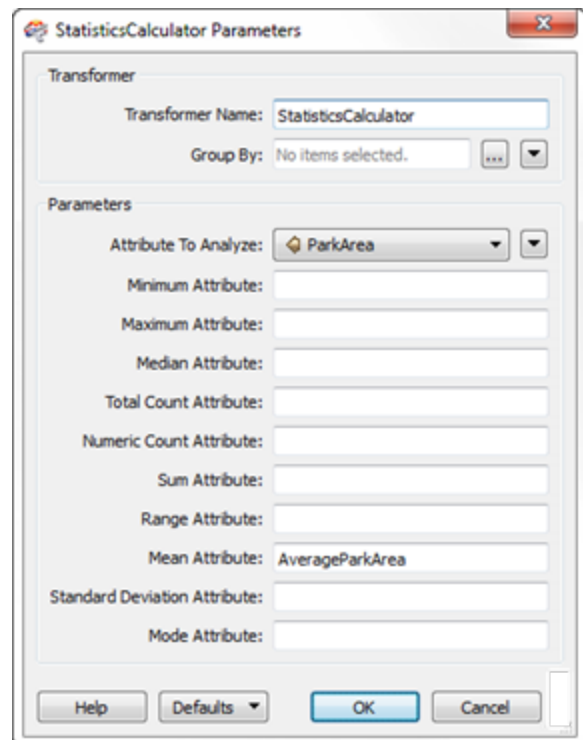 StatisticsCalculator Parameters
Transformer
Transformer Name: StatisticsCalculator
Group By: No items selected. ...
Parameters
Attribute To Analyze: ParkArea
Minimum Attribute:
Maximum Attribute:
Median Attribute:
Total Count Attribute:
Numeric Count Attribute:
Sum Attribute:
Range Attribute:
Mean Attribute: AverageParkArea
Standard Deviation Attribute:
Mode Attribute:
Help Defaults OK Cancel